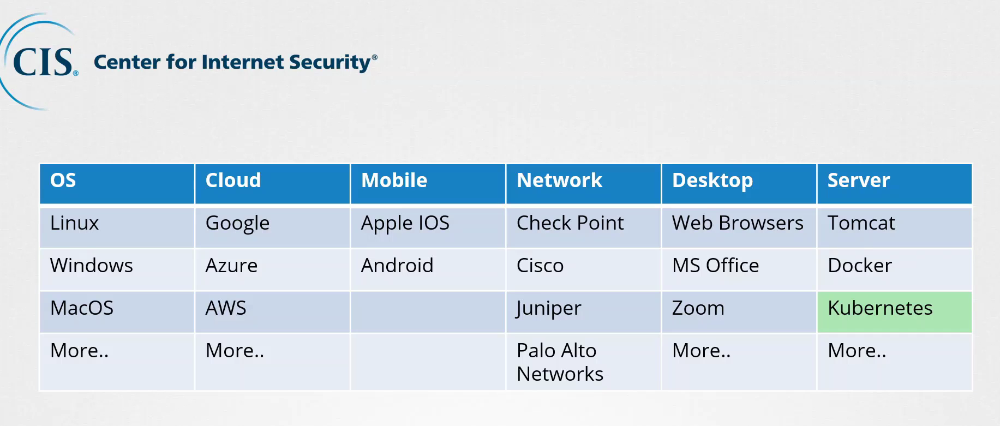 CIS®
Center for Internet Security®
OS Cloud Mobile Network Desktop Server
Linux Google Apple IOS Check Point Web Browsers Tomcat
Windows Azure Android Cisco MS Office Docker
MacOS AWS Juniper Zoom Kubernetes
More.. More.. Palo Alto More.. More..
Networks